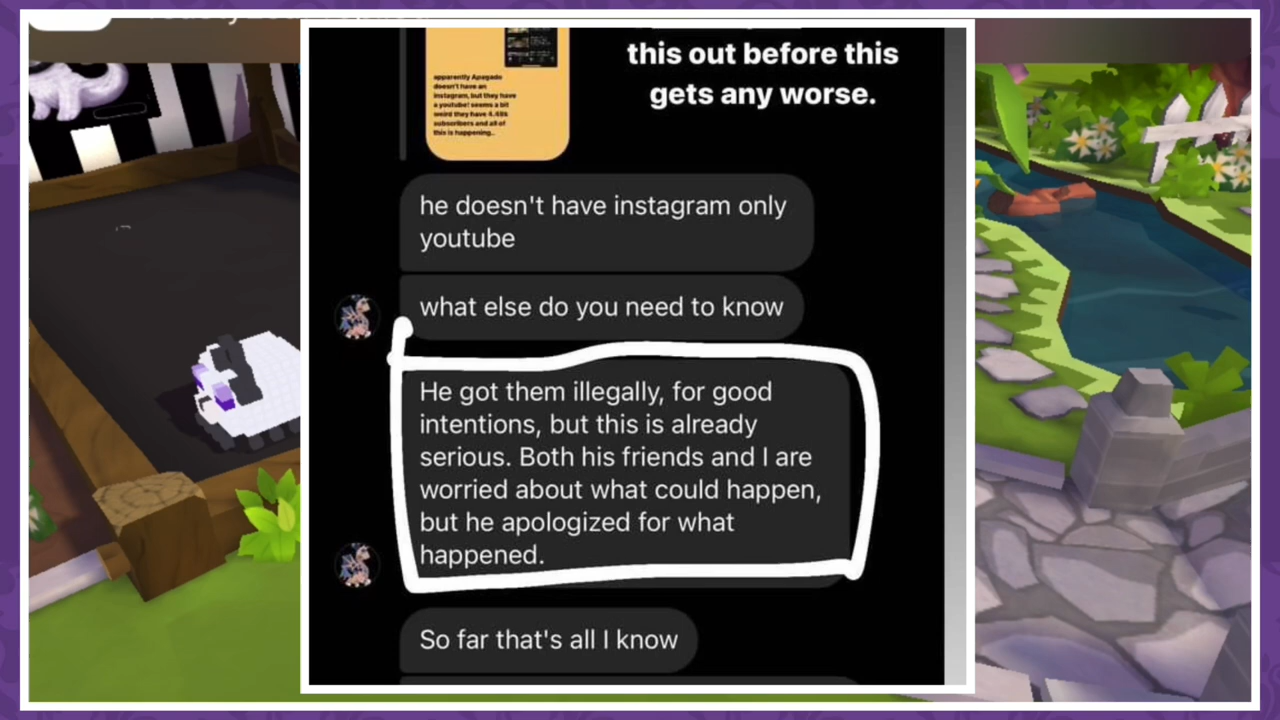 this out before this
gets any worse.
apparently Apagado
doesn't have an
instagram, but they have
a youtube! seems a bit
weird they have 4.48k
subscribers and all of
this is happening..
he doesn't have instagram only
youtube
what else do you need to know
He got them illegally, for good
intentions, but this is already
serious. Both his friends and I are
worried about what could happen,
but he apologized for what
happened.
So far that's all I know